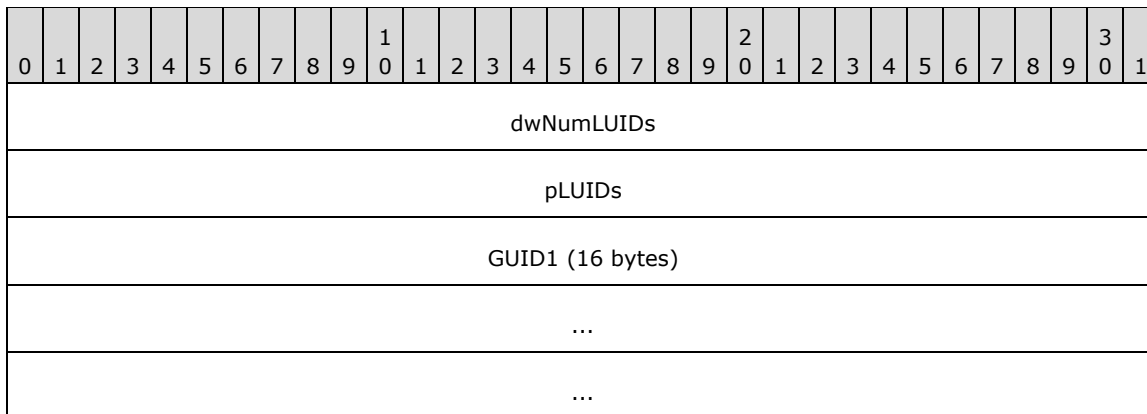 1 2 3
0 1 2 3 4 5 6 7 8 9 0 1 2 3 4 5 6 7 8 9 0 1 2 3 4 5 6 7 8 9 0 1
dwNumLUIDs
pLUIDs
GUID1 (16 bytes)
...
...